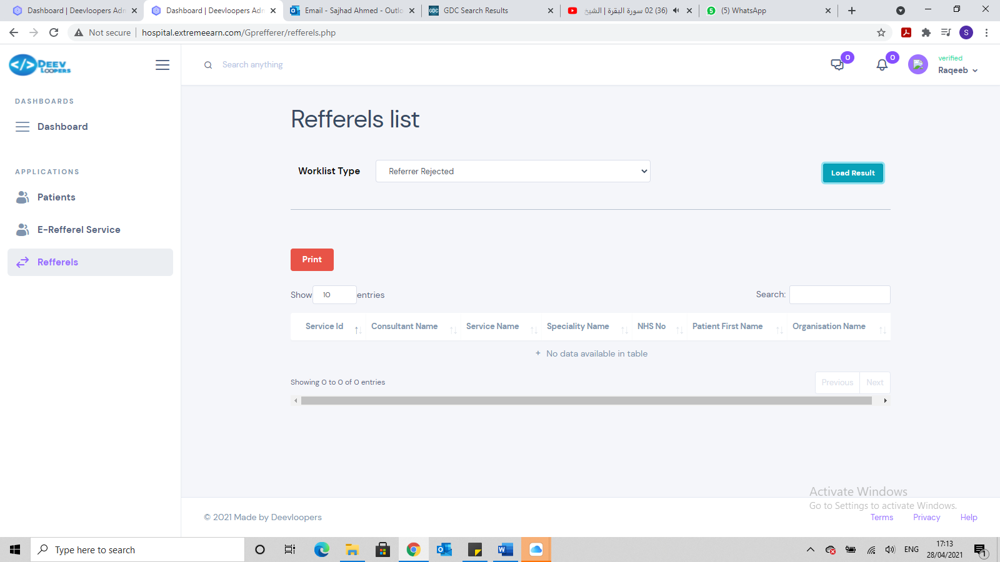 Dashboard | Deevloopers Adm
Dashboard | Deevloopers Adm
Email - Sajhad Ahmed - Outlo
GDC
GDC Search Results
(36) 02 سورة البقرة | الشيخ
5
(5) WhatsApp
Not secure
hospital.extremeearn.com/Gprefferer/refferels.php
S
DEEV
LOOPERS
Search anything
0
0
verified
Raqeeb
DASHBOARDS
Dashboard
APPLICATIONS
Patients
E-Refferel Service
Refferels
Refferels list
Worklist Type
Referrer Rejected
Load Result
Print
Show 10 entries
Search:
Service Id
Consultant Name
Service Name
Speciality Name
NHS No
Patient First Name
Organisation Name
+ No data available in table
Showing 0 to 0 of 0 entries
Previous
Next
Activate Windows
Go to Settings to activate Windows.
© 2021 Made by Deevloopers
Terms
Privacy
Help
Type here to search
ENG
17:13
28/04/2021
1